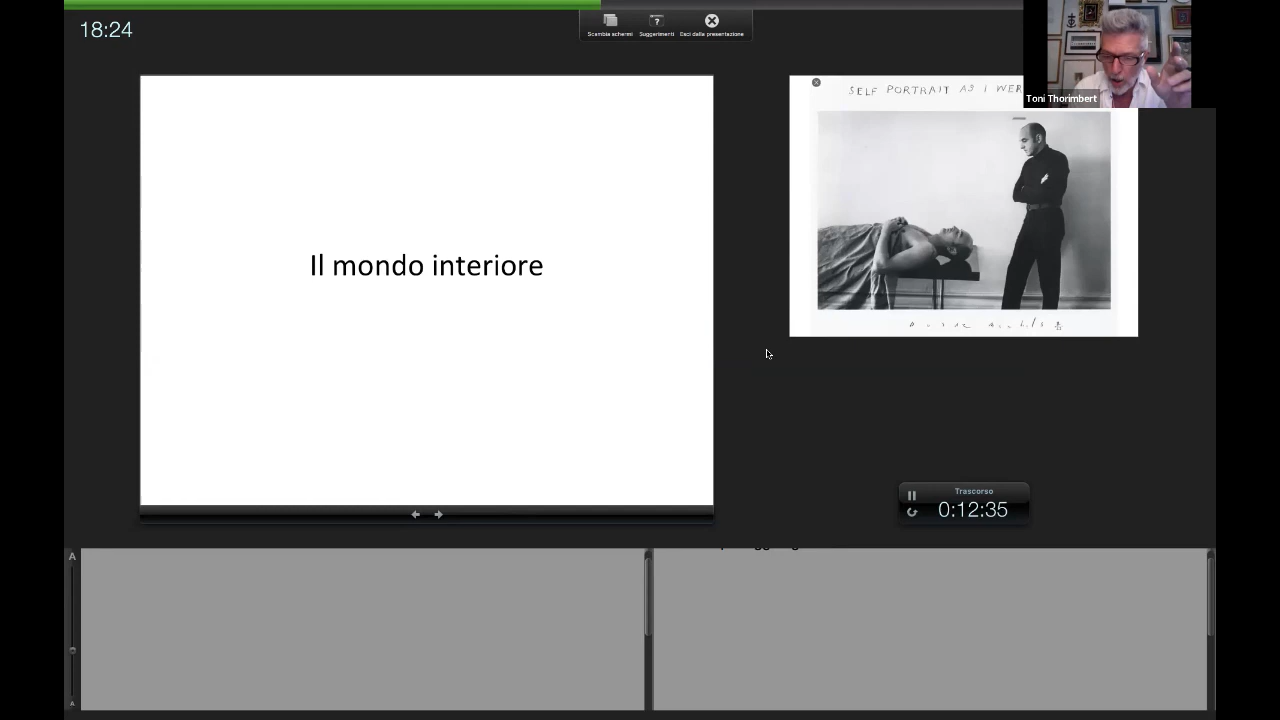 18:24
Scambia schermi
Suggerimenti
Esci dalla presentazione
Toni Thorimbert
SELF PORTRAIT AS I WER
Il mondo interiore
Trascorso
0:12:35
A
A